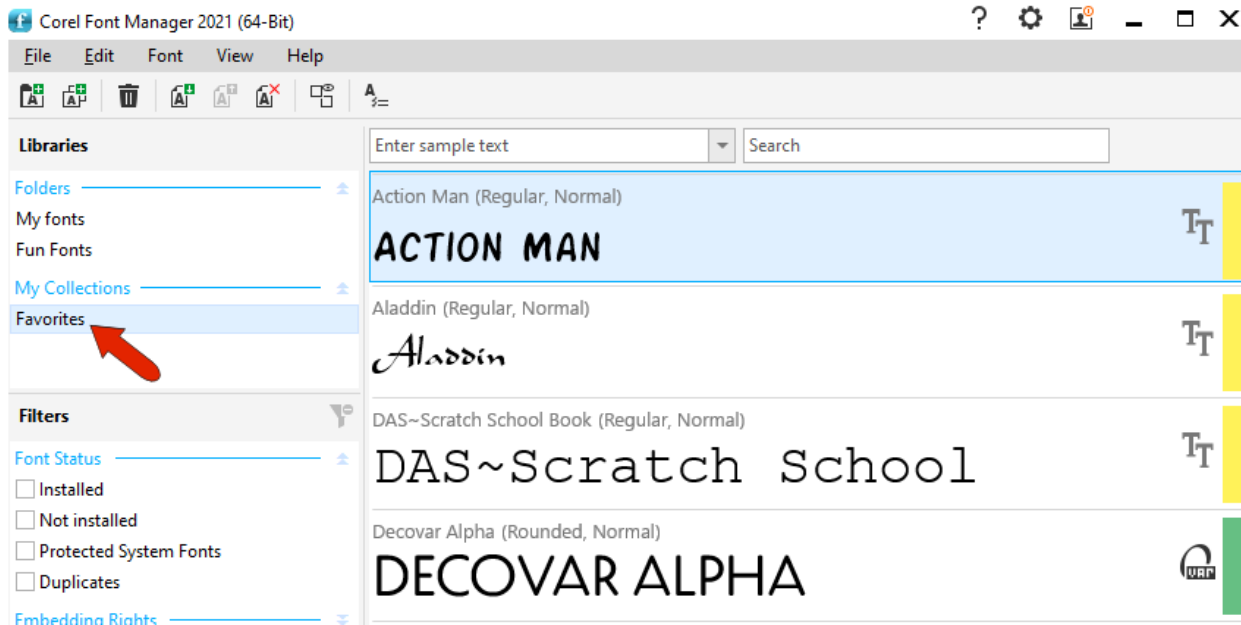 Corel Font Manager 2021 (64-Bit)
File Edit Font View Help
Libraries
Folders
My fonts
Fun Fonts
My Collections
Favorites
Filters
Font Status
Installed
Not installed
Protected System Fonts
Duplicates
Embedding Rights
Enter sample text
Search
Action Man (Regular, Normal)
ACTION MAN
Aladdin (Regular, Normal)
Aladdin
DAS~Scratch School Book (Regular, Normal)
DAS~Scratch School
Decovar Alpha (Rounded, Normal)
DECOVAR ALPHA
VAR